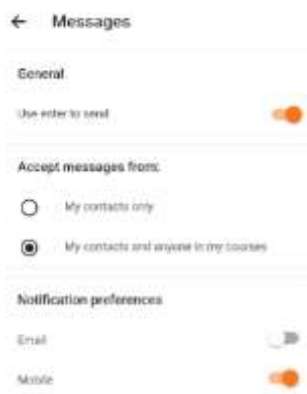 Messages
General
Use enter to send
Accept messages from:
My contacts only
My contacts and anyone in my courses
Notification preferences
Email
Mobile